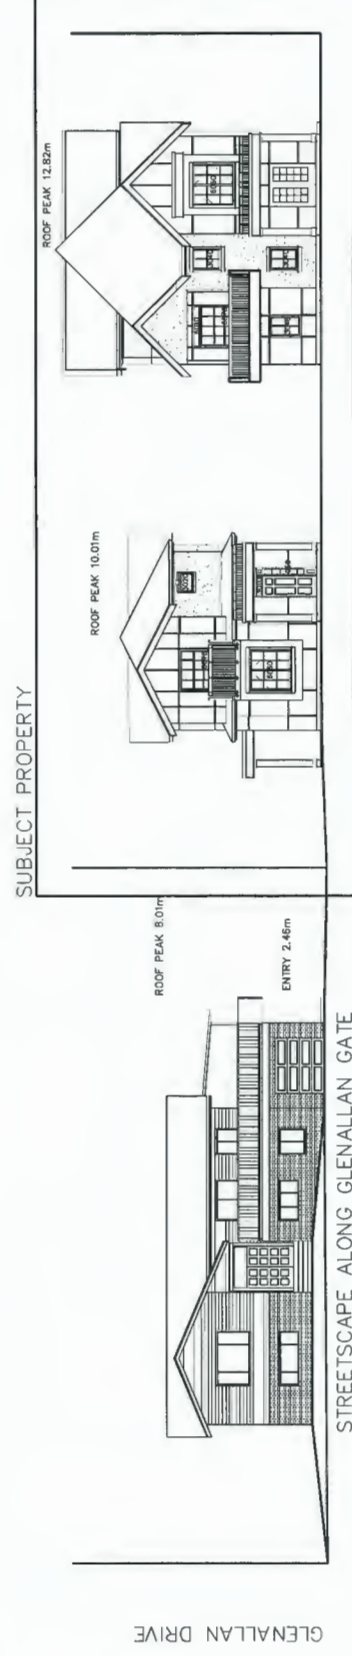 SUBJECT PROPERTY
ROOF PEAK 8.01m
ROOF PEAK 10.01m
ROOF PEAK 12.82m
ENTRY 2.45m
GLENALLAN DRIVE
STREETSCAPE ALONG GLENALLAN GATE